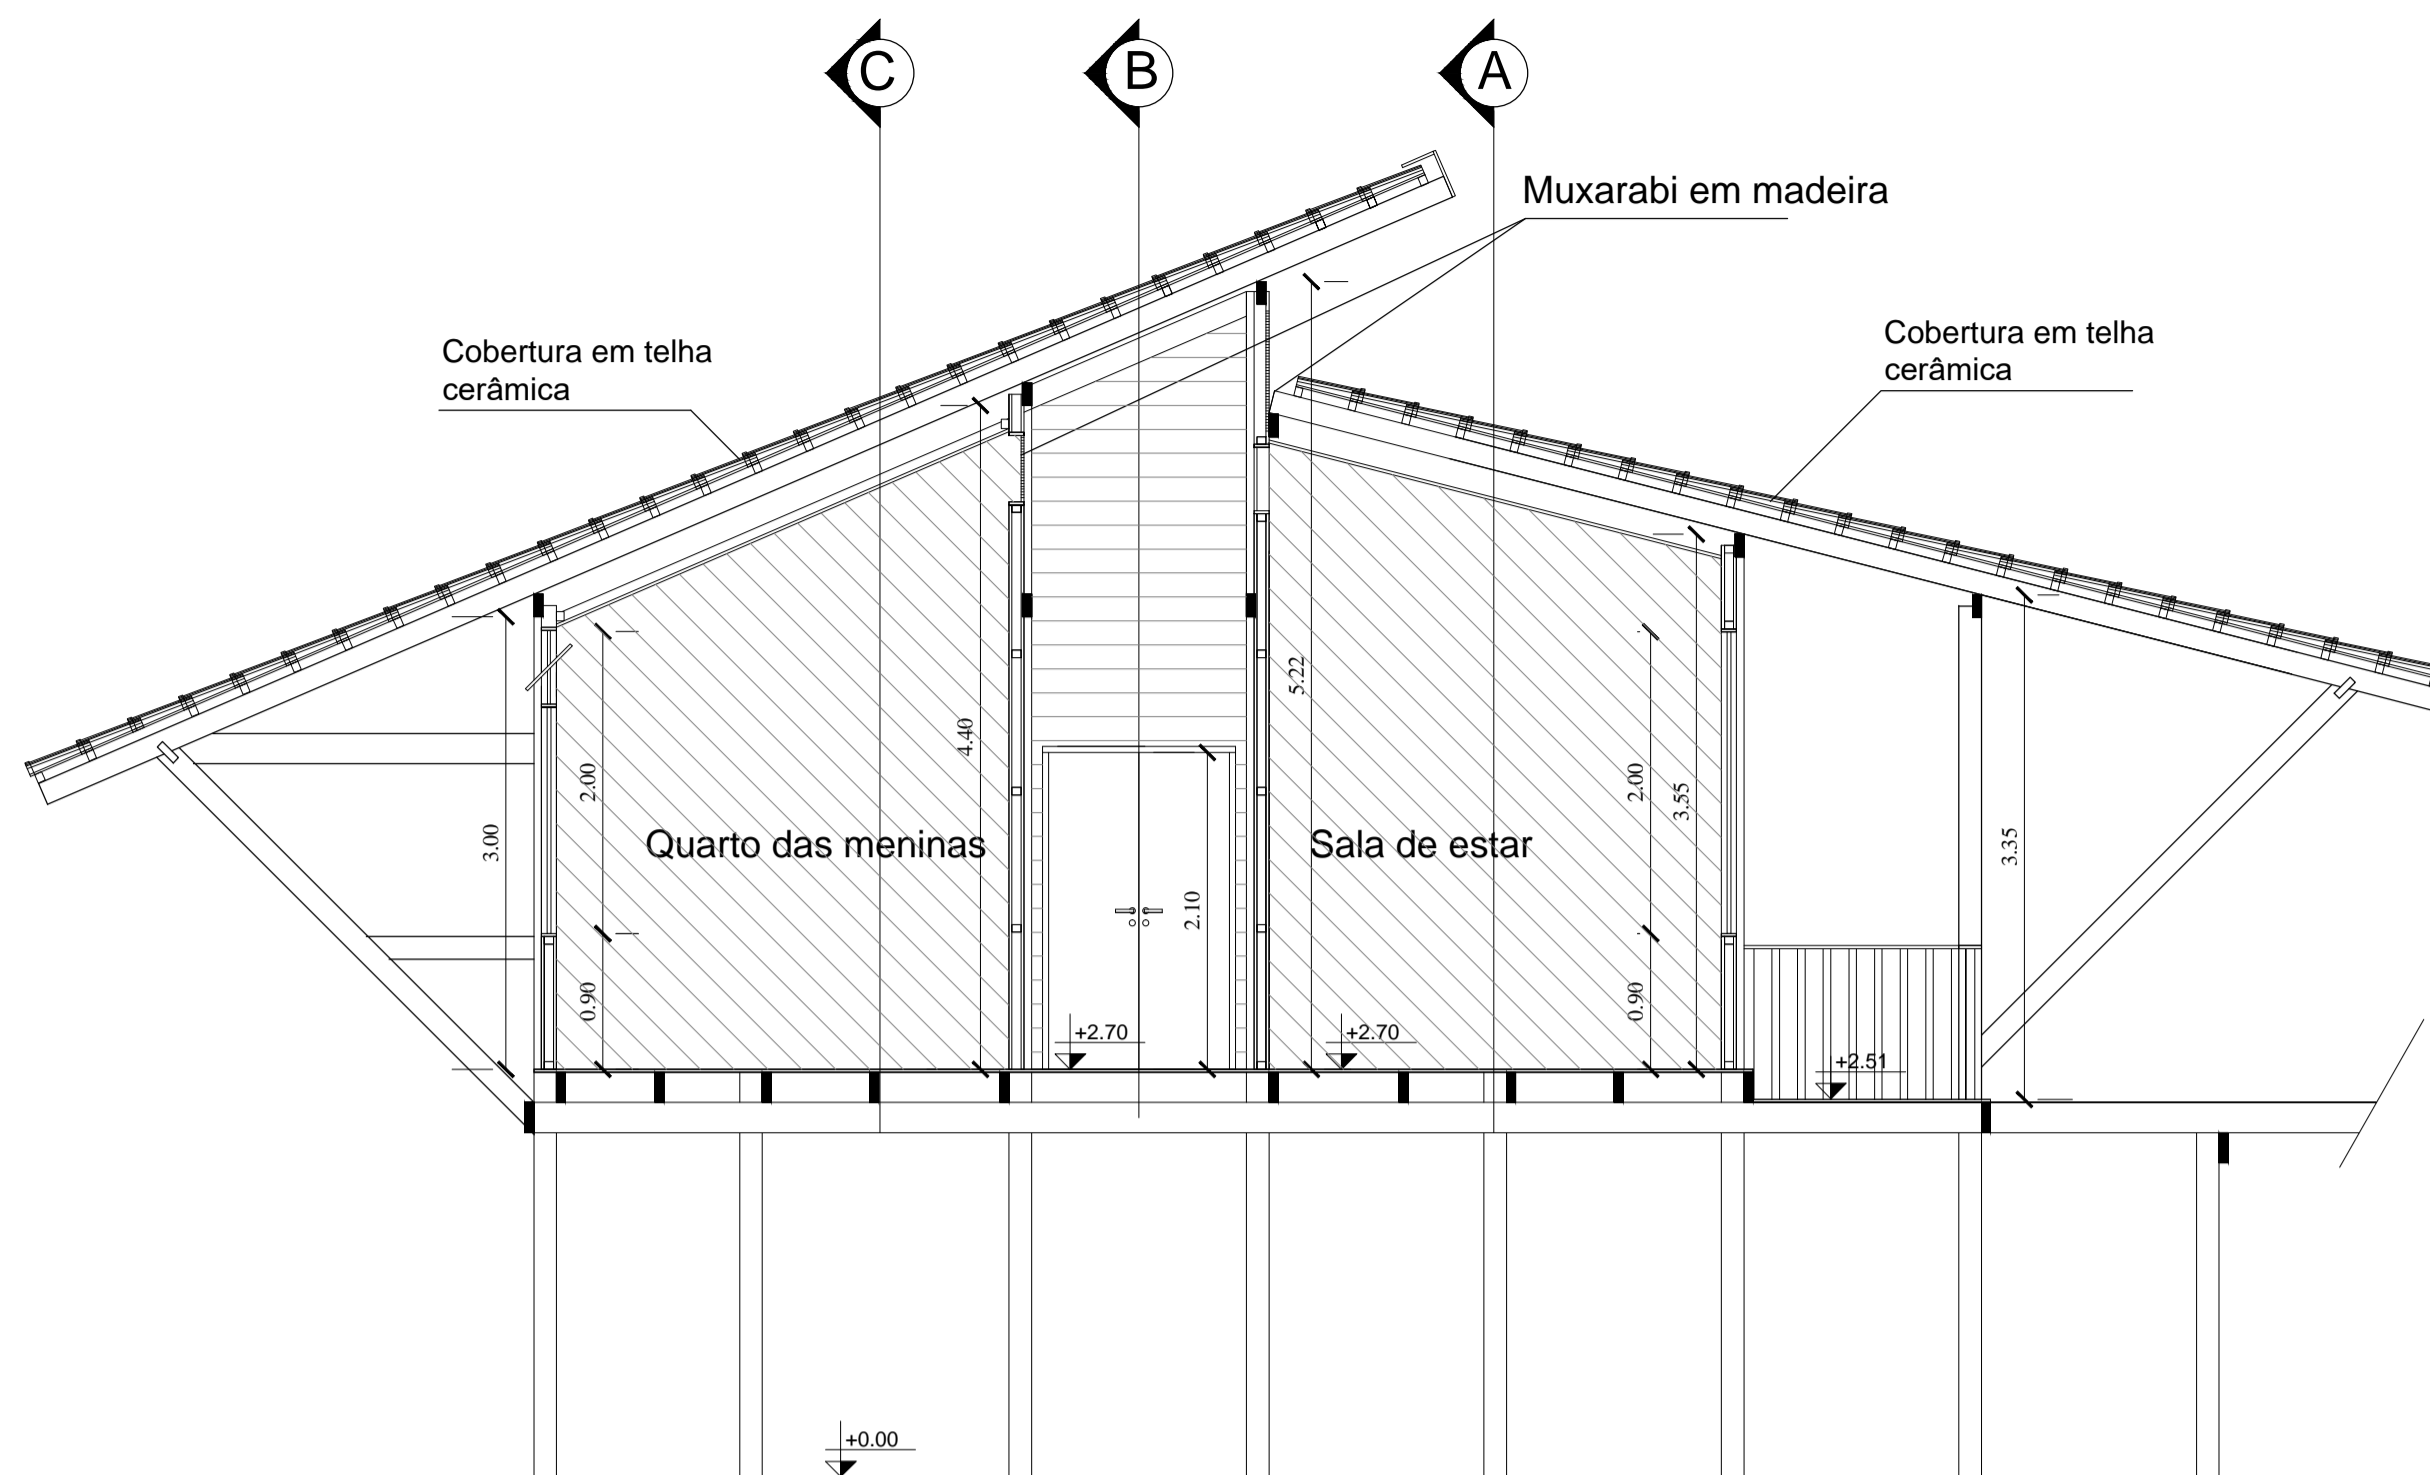 C
B
A
Muxarabi em madeira
Cobertura em telha
cerâmica
Cobertura em telha
cerâmica
5.22
4.40
2.00
2.00
3.55
3.00
3.35
Quarto das meninas
Sala de estar
2.10
0.90
0.90
+2.70
+2.70
+2.51
+0.00